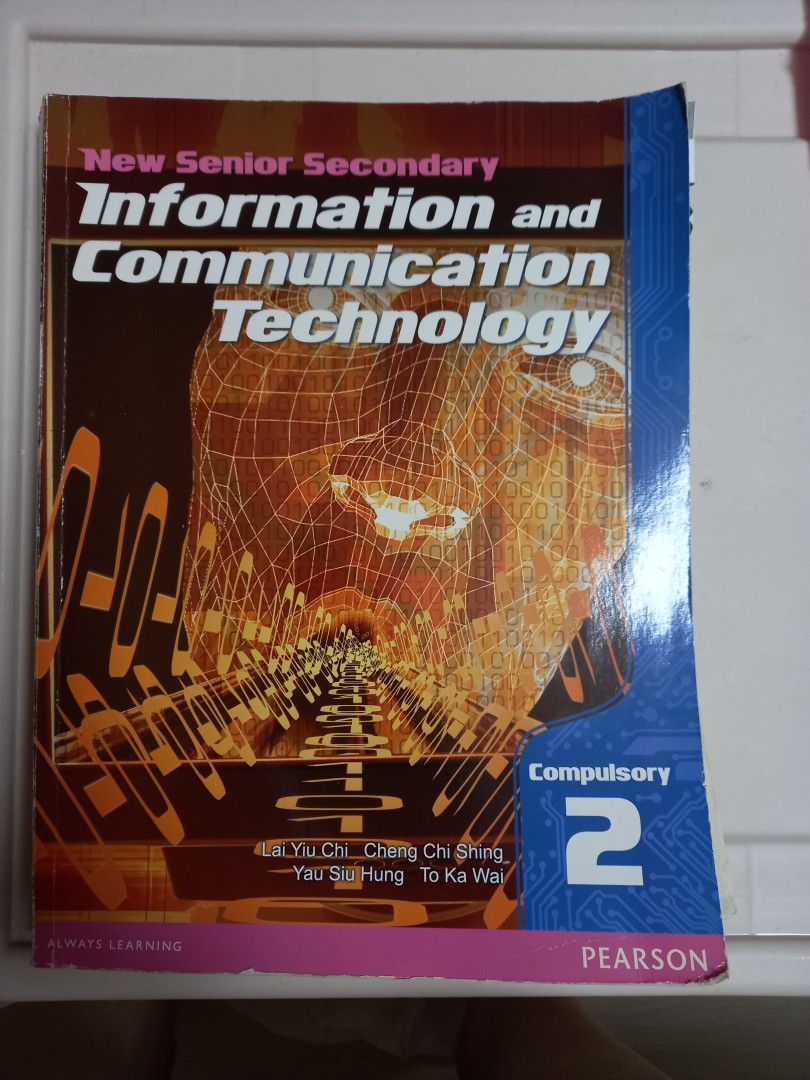 New Senior Secondary
Information and
Communication
Technology
Compulsory
2
Lai Yiu Chi Cheng Chi Shing
Yau Siu Hung To Ka Wai
ALWAYS LEARNING
PEARSON